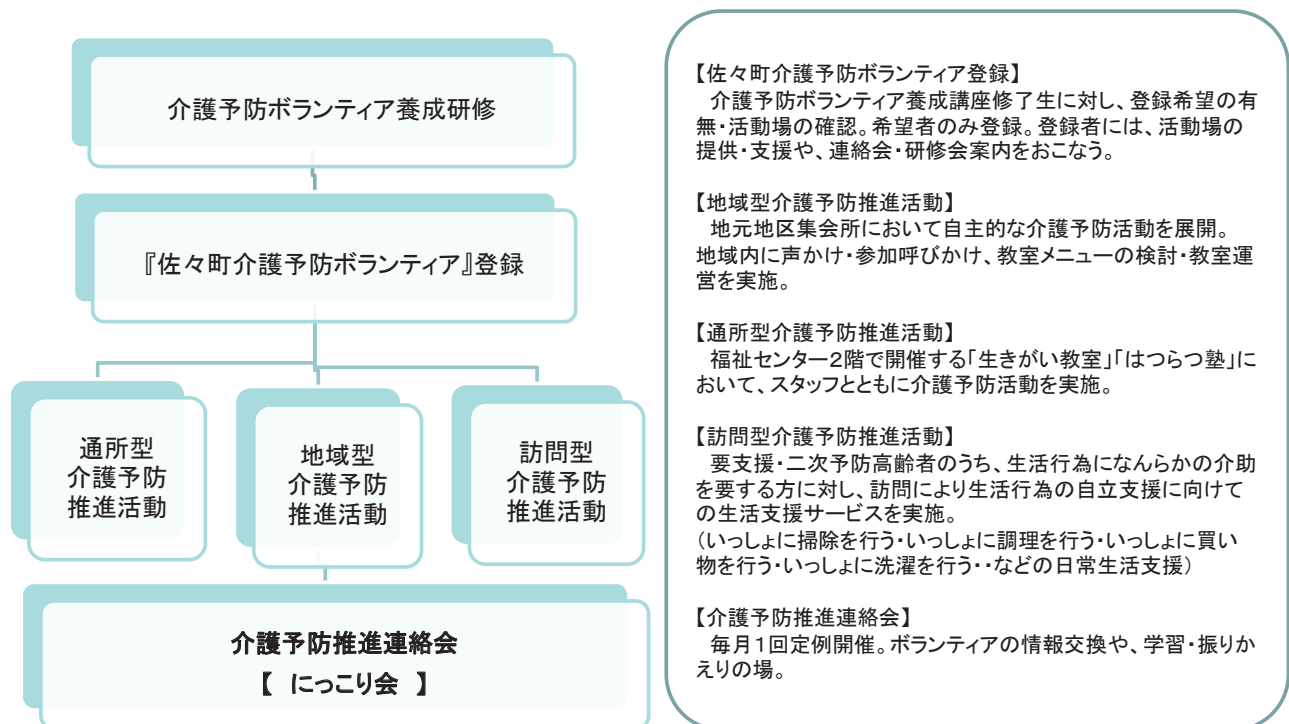 介護予防ボランティア養成研修
『佐々町介護予防ボランティア』登録
通所型
介護予防
推進活動
地域型
介護予防
推進活動
訪問型
介護予防
推進活動
介護予防推進連絡会
【 にっこり会 】
【佐々町介護予防ボランティア登録】
介護予防ボランティア養成講座修了生に対し、登録希望の有
無・活動場の確認。希望者のみ登録。登録者には、活動場の
提供・支援や、連絡会・研修会案内をおこなう。
【地域型介護予防推進活動】
地元地区集会所において自主的な介護予防活動を展開。
地域内に声かけ・参加呼びかけ、教室メニューの検討・教室運
営を実施。
【通所型介護予防推進活動】
福祉センター2階で開催する「生きがい教室」「はつらつ塾」に
おいて、スタッフとともに介護予防活動を実施。
【訪問型介護予防推進活動】
要支援・二次予防高齢者のうち、生活行為になんらかの介助
を要する方に対し、訪問により生活行為の自立支援に向けて
の生活支援サービスを実施。
（いっしょに掃除を行う・いっしょに調理を行う・いっしょに買い
物を行う・いっしょに洗濯を行う・・などの日常生活支援）
【介護予防推進連絡会】
毎月1回定例開催。ボランティアの情報交換や、学習・振りか
えりの場。